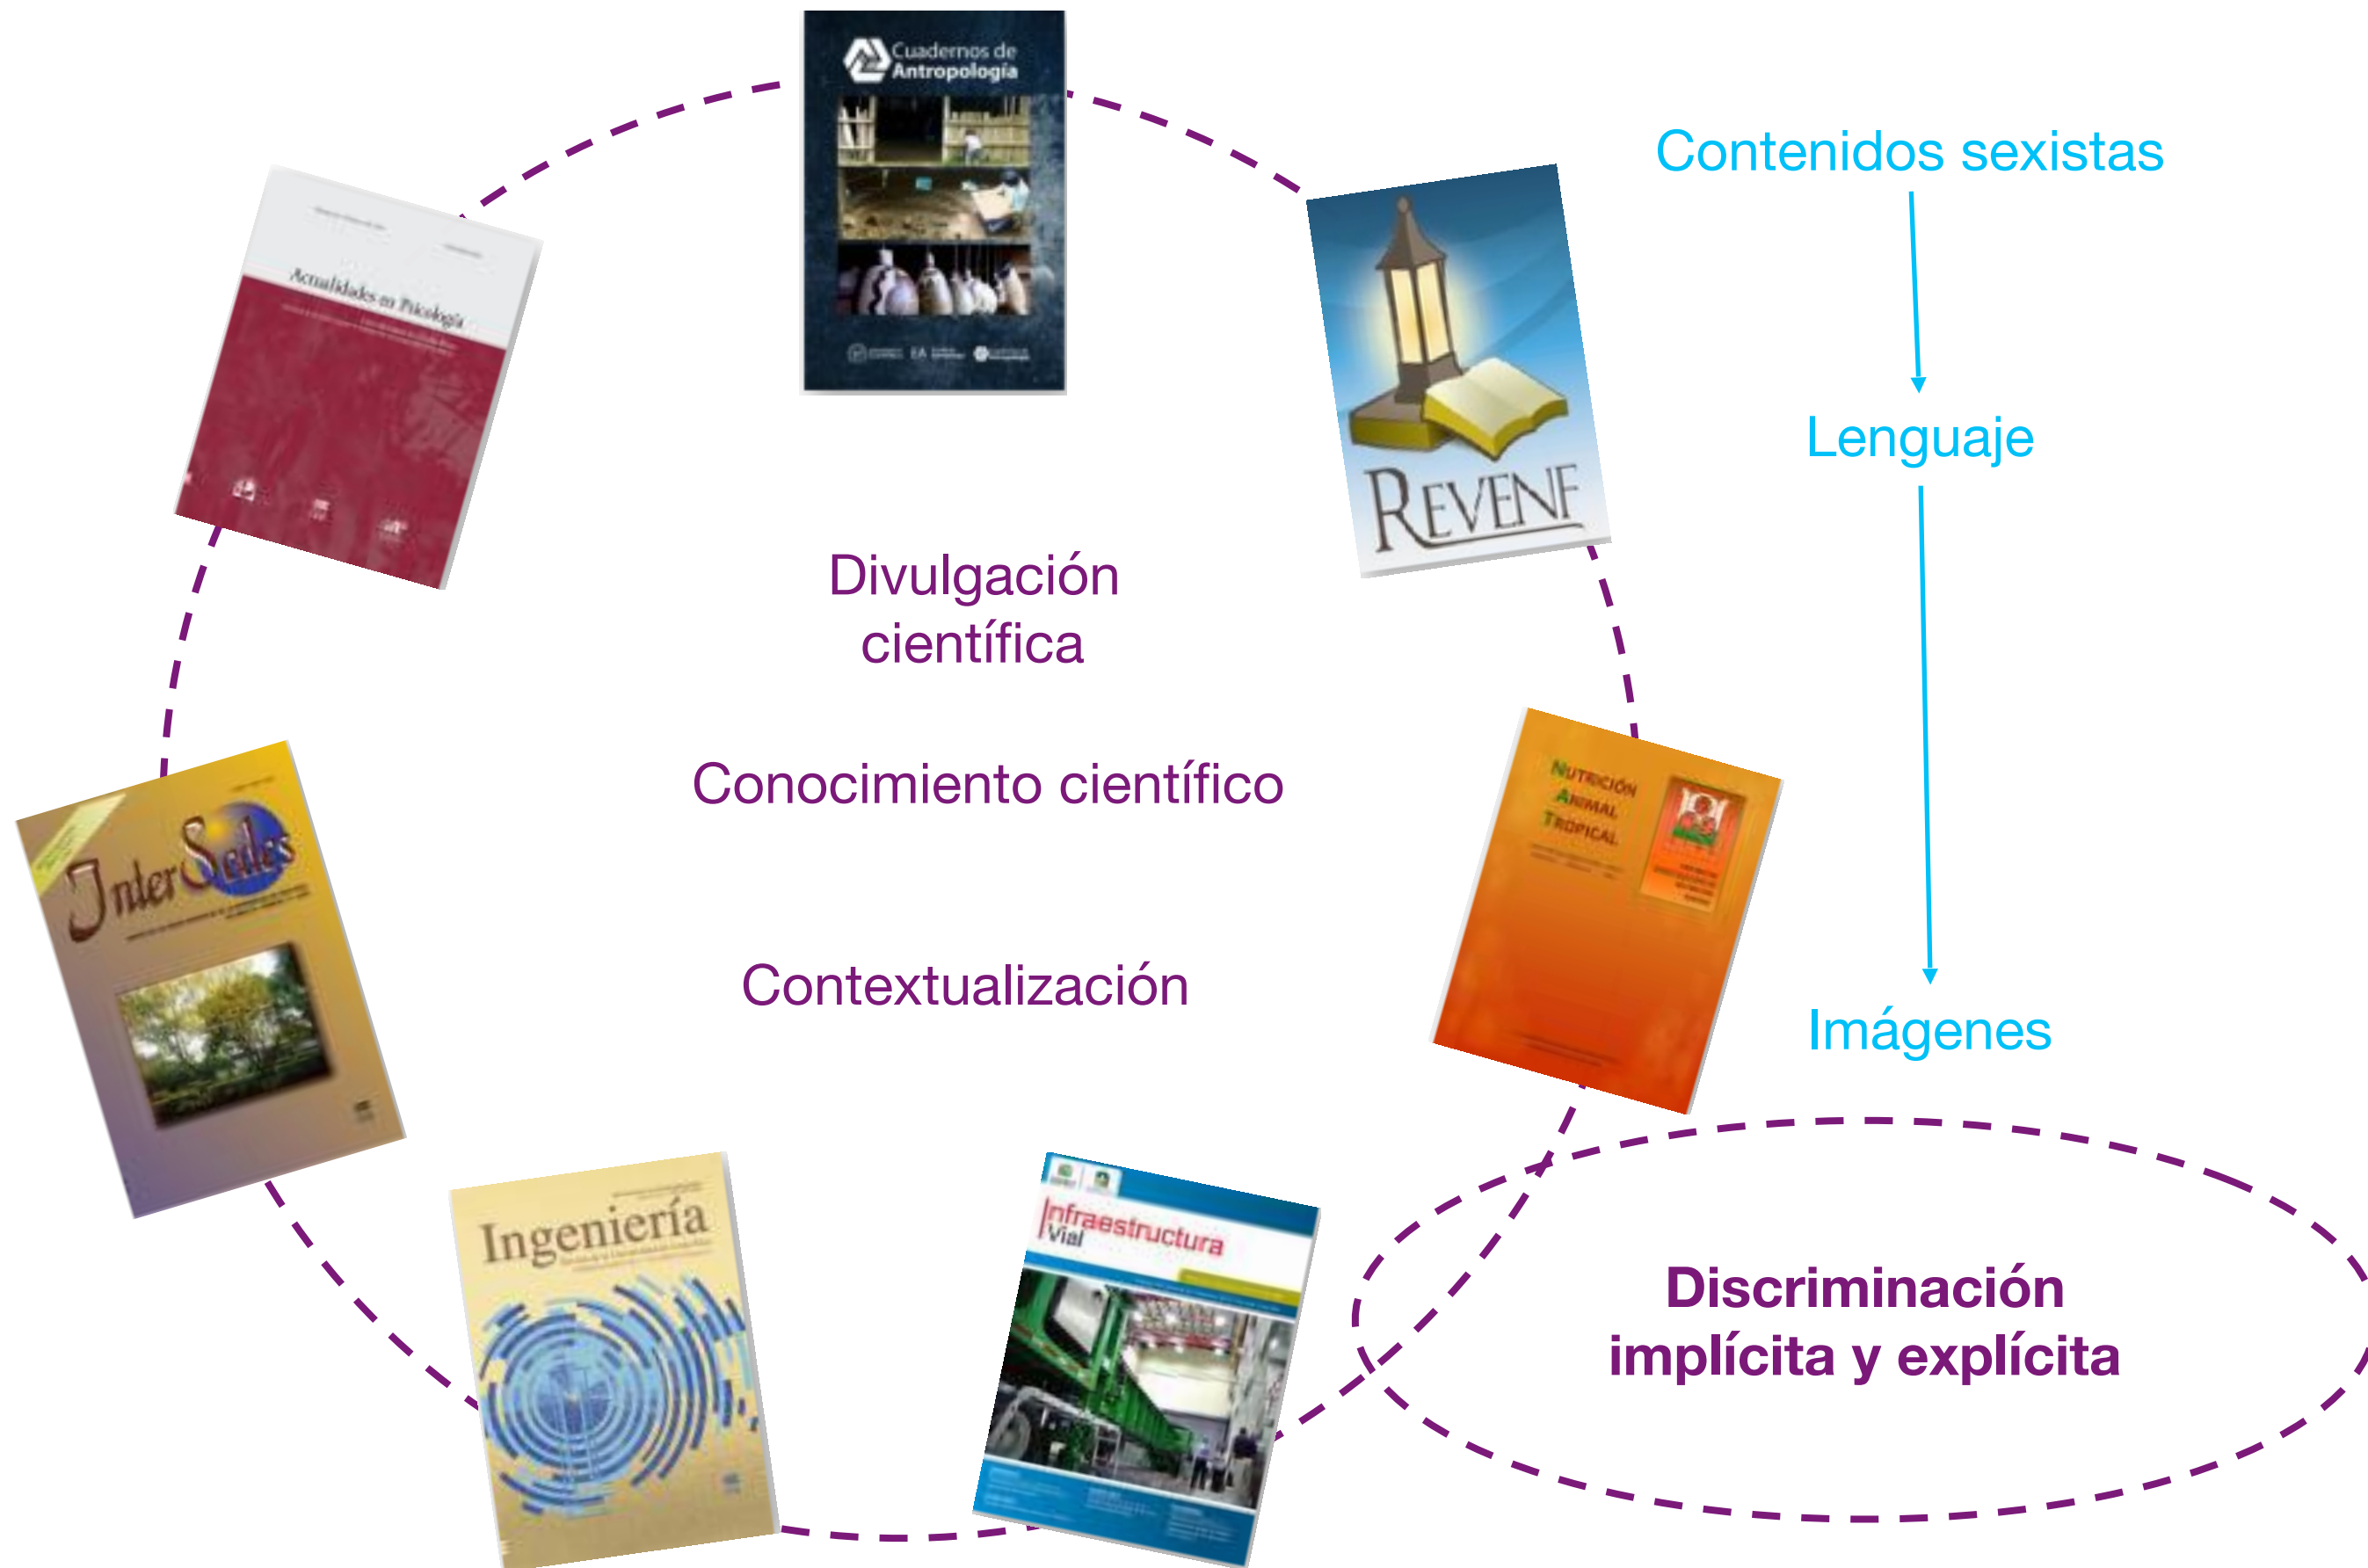 Cuadernos de
Antropología
Contenidos sexistas
Actualidades en Psicología
REVENF
Lenguaje
Divulgación
científica
Conocimiento científico
NUTRICIÓN
ANIMAL
TROPICAL
InterSedes
Contextualización
Imágenes
Ingeniería
Infraestructura
Vial
Discriminación
implícita y explícita